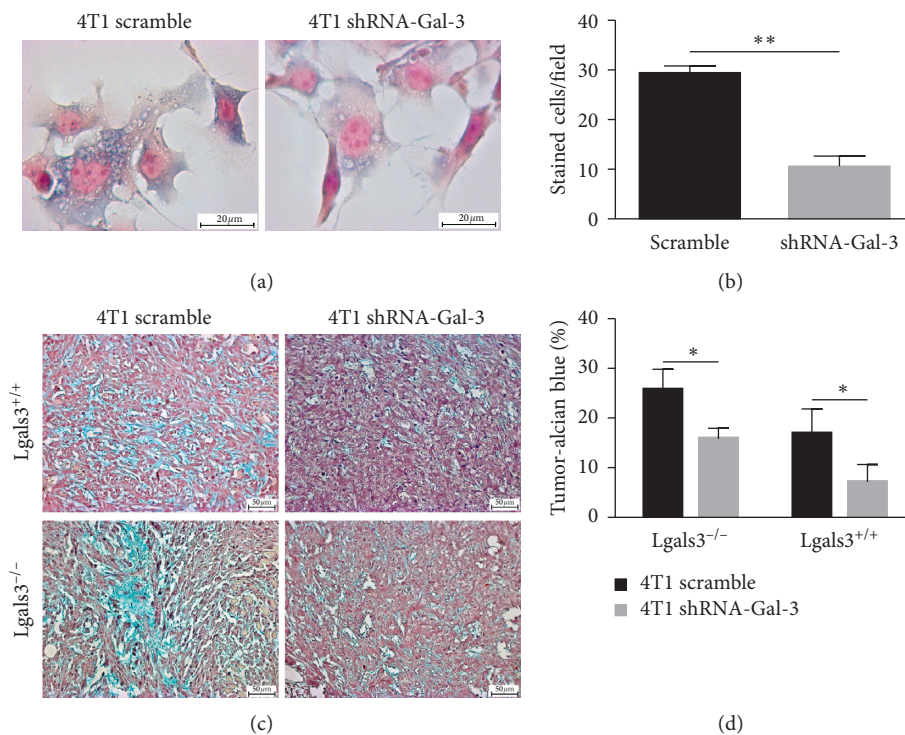 4T1 scramble
4T1 shRNA-Gal-3
20 μm
20 μm
(a)
Stained cells/field
40
30
20
10
0
**
Scramble
shRNA-Gal-3
(b)
4T1 scramble
4T1 shRNA-Gal-3
Lgals3+/+
50 μm
50 μm
Lgals3−/−
50 μm
50 μm
(c)
Tumor-alcian blue (%)
40
30
20
10
0
*
*
Lgals3−/−
Lgals3+/+
4T1 scramble
4T1 shRNA-Gal-3
(d)